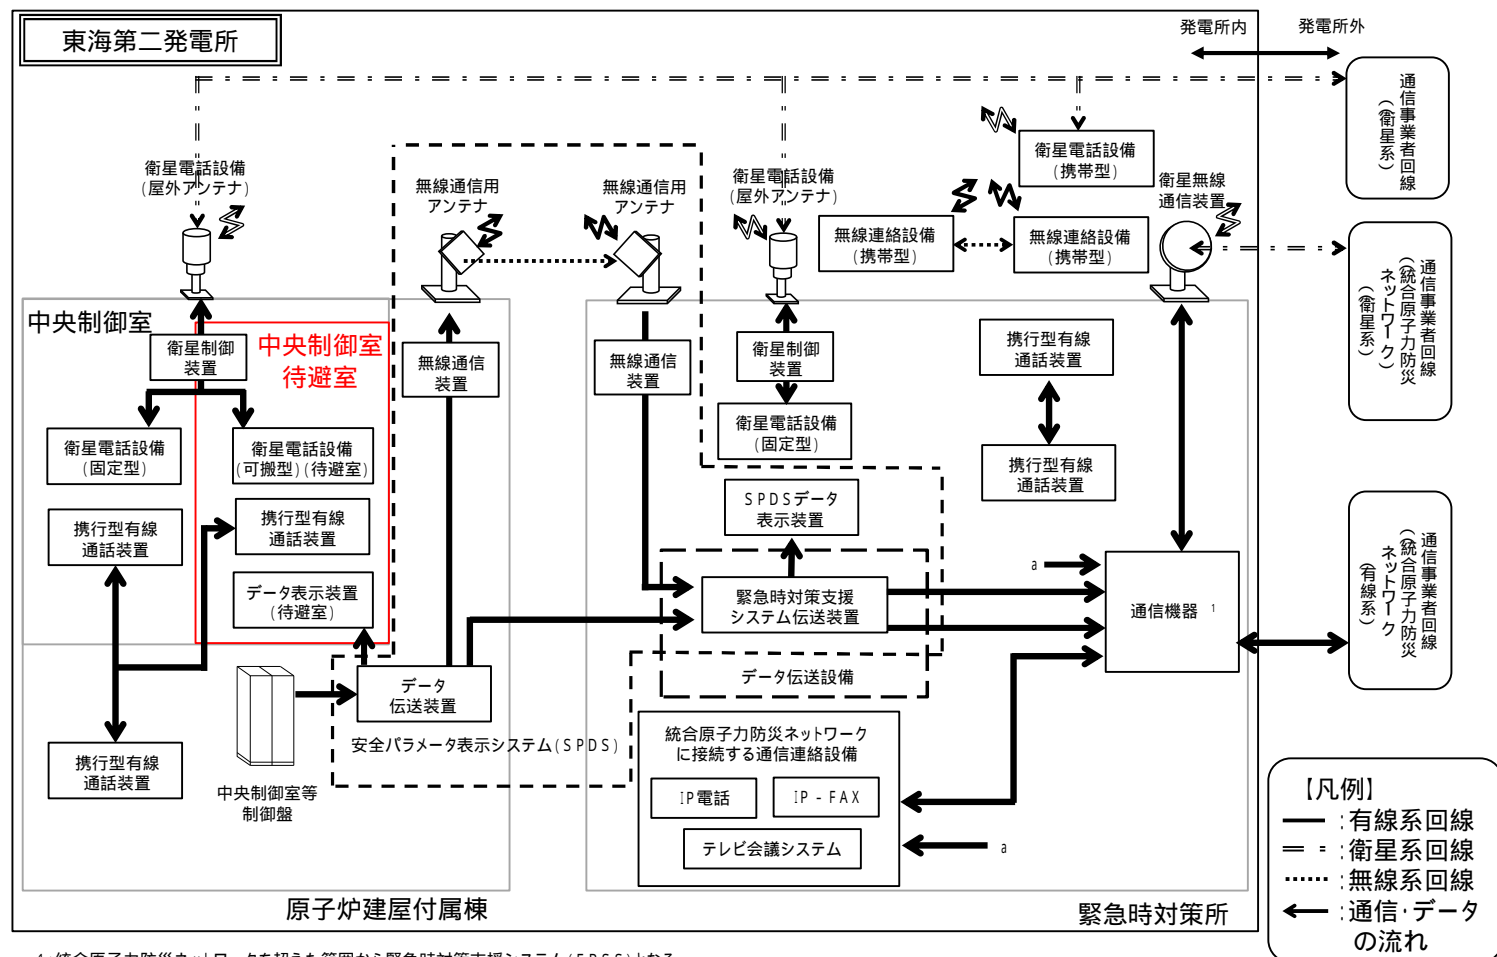 東海第二発電所
発電所内
発電所外
通信事業者回線
(衛星系)
衛星電話設備
(屋外アンテナ)
無線通信用
アンテナ
無線通信用
アンテナ
衛星電話設備
(屋外アンテナ)
衛星電話設備
(携帯型)
無線連絡設備
(携帯型)
無線連絡設備
(携帯型)
衛星無線
通信装置
通信事業者回線
(統合原子力防災
ネットワーク)
(衛星系)
中央制御室
衛星制御
装置
中央制御室
待避室
無線通信
装置
無線通信
装置
衛星制御
装置
携行型有線
通話装置
衛星電話設備
(固定型)
衛星電話設備
(可搬型)(待避室)
衛星電話設備
(固定型)
携行型有線
通話装置
携行型有線
通話装置
携行型有線
通話装置
SPDSデータ
表示装置
データ表示装置
(待避室)
緊急時対策支援
システム伝送装置
a
通信機器 1
通信事業者回線
(統合原子力防災
ネットワーク
(有線系)
データ
伝送装置
データ伝送設備
安全パラメータ表示システム(SPDS)
携行型有線
通話装置
中央制御室等
制御盤
統合原子力防災ネットワーク
に接続する通信連絡設備
IP電話
IP-FAX
テレビ会議システム
a
原子炉建屋付属棟
緊急時対策所
【凡例】
:有線系回線
:衛星系回線
:無線系回線
:通信・データ
の流れ